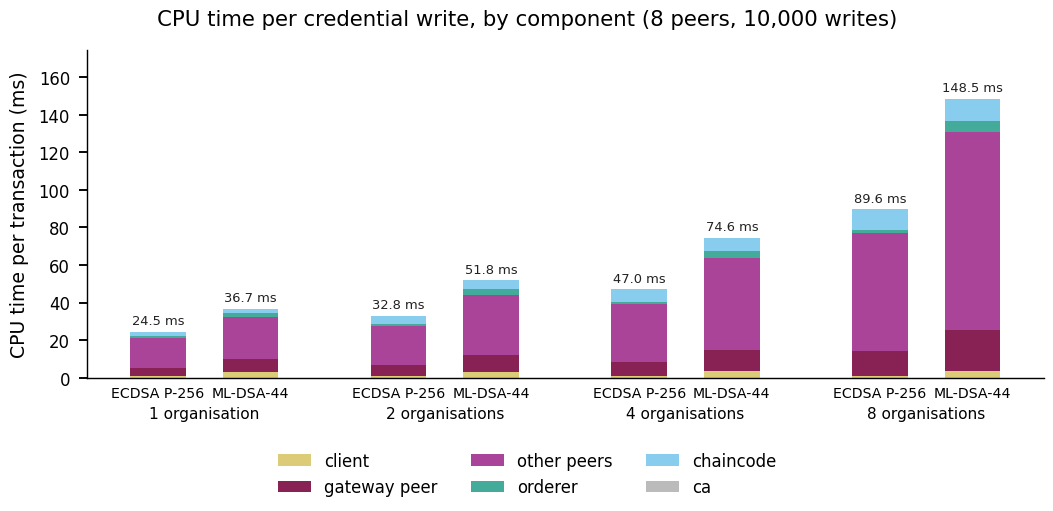 CPU time per credential write, by component (8 peers, 10,000 writes)
CPU time per transaction (ms)
160
140
120
100
80
60
40
20
0
24.5 ms
36.7 ms
32.8 ms
51.8 ms
47.0 ms
74.6 ms
89.6 ms
148.5 ms
ECDSA P-256 ML-DSA-44
1 organisation
ECDSA P-256 ML-DSA-44
2 organisations
ECDSA P-256 ML-DSA-44
4 organisations
ECDSA P-256 ML-DSA-44
8 organisations
client
gateway peer
other peers
orderer
chaincode
ca